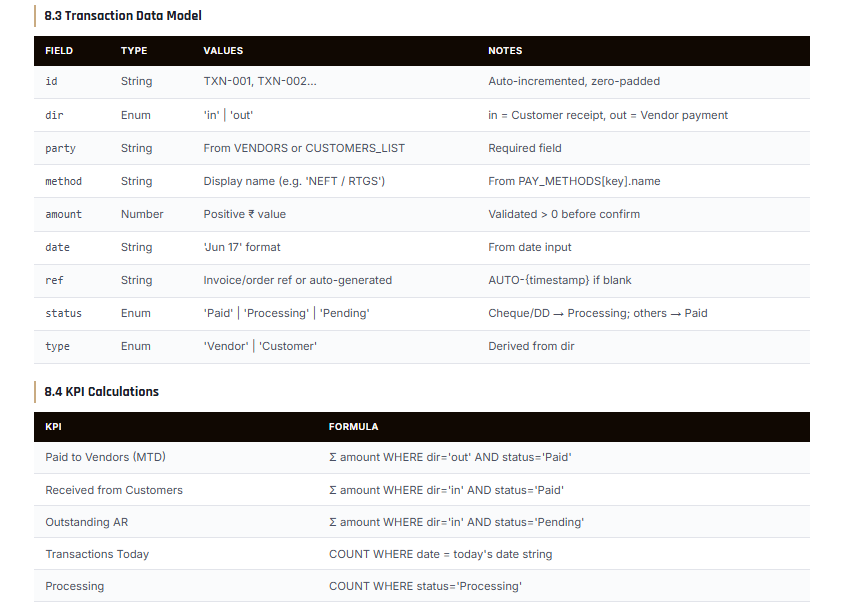 8.3 Transaction Data Model
FIELD TYPE VALUES NOTES
id String TXN-001, TXN-002... Auto-incremented, zero-padded
dir Enum 'in' | 'out' in = Customer receipt, out = Vendor payment
party String From VENDORS or CUSTOMERS_LIST Required field
method String Display name (e.g. 'NEFT / RTGS') From PAY_METHODS[key].name
amount Number Positive ₹ value Validated > 0 before confirm
date String 'Jun 17' format From date input
ref String Invoice/order ref or auto-generated AUTO-{timestamp} if blank
status Enum 'Paid' | 'Processing' | 'Pending' Cheque/DD → Processing; others → Paid
type Enum 'Vendor' | 'Customer' Derived from dir
8.4 KPI Calculations
KPI FORMULA
Paid to Vendors (MTD) Σ amount WHERE dir='out' AND status='Paid'
Received from Customers Σ amount WHERE dir='in' AND status='Paid'
Outstanding AR Σ amount WHERE dir='in' AND status='Pending'
Transactions Today COUNT WHERE date = today's date string
Processing COUNT WHERE status='Processing'